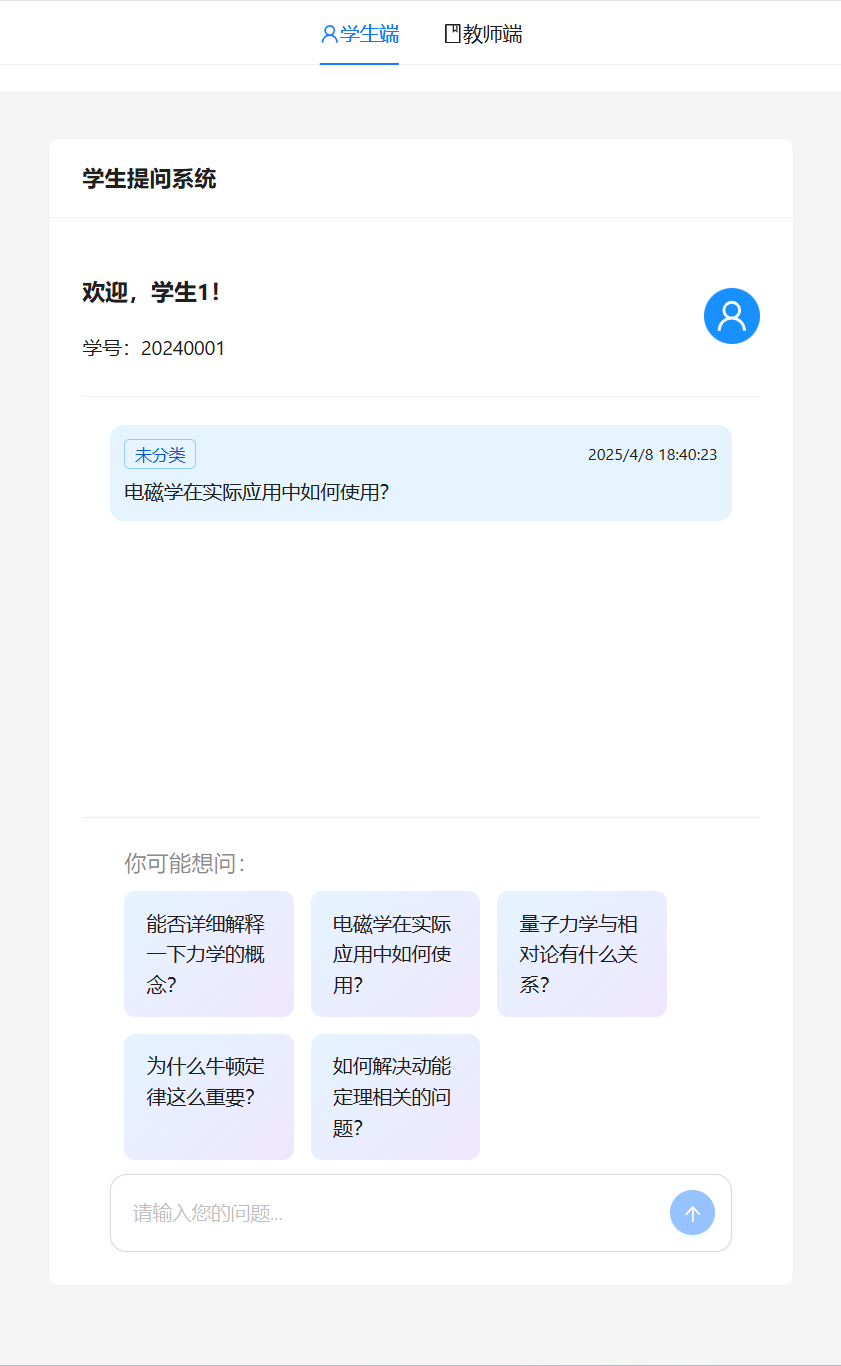 学生端 教师端
学生提问系统
欢迎，学生1！
学号：20240001
未分类 2025/4/8 18:40:23
电磁学在实际应用中如何使用？
你可能想问：
能否详细解释
一下力学的概
念？
电磁学在实际
应用中如何使
用？
量子力学与相
对论有什么关
系？
为什么牛顿定
律这么重要？
如何解决动能
定理相关的问
题？
请输入您的问题...